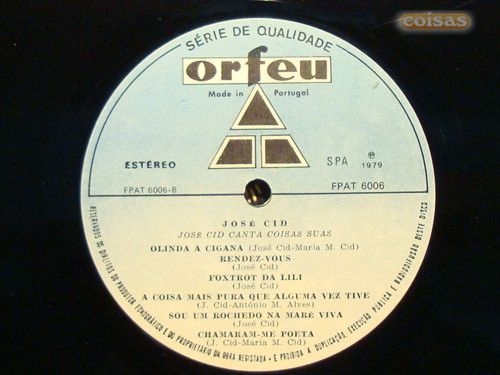 coisas
SÉRIE DE QUALIDADE
orfeu
Made in Portugal
ESTÉREO
SPA ℗ 1979
FPAT 6006-B
FPAT 6006
JOSÉ CID
JOSÉ CID CANTA COISAS SUAS
OLINDA A CIGANA (José Cid-Maria M. Cid)
RENDEZ-VOUS
(José Cid)
FOXTROT DA LILI
(José Cid)
A COISA MAIS PURA QUE ALGUMA VEZ TIVE
(J. Cid-António M. Alves)
SOU UM ROCHEDO NA MARÉ VIVA
(José Cid)
CHAMARAM-ME POETA
(J. Cid-Maria M. Cid)
RESERVADOS OS DIREITOS DO PRODUTOR FONOGRÁFICO E DO PROPRIETÁRIO DA OBRA REGISTADA - É PROIBIDA A DUPLICAÇÃO, EXECUÇÃO PÚBLICA E RADIODIFUSÃO DESTE DISCO